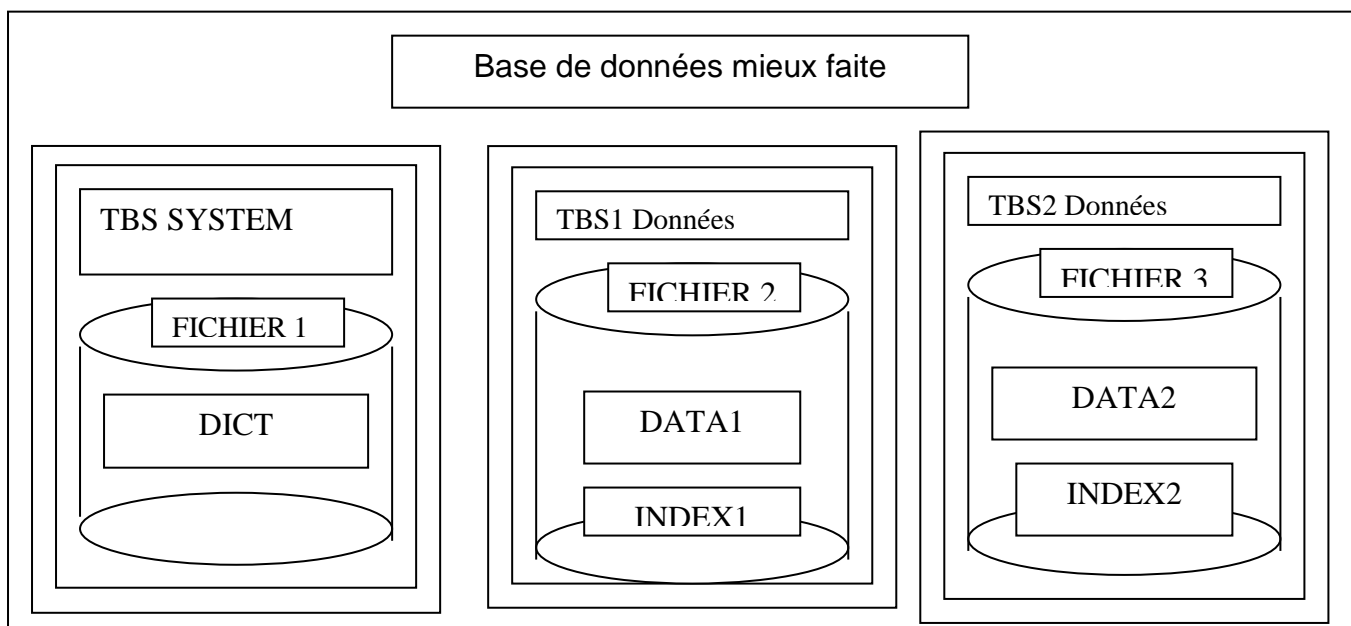 Base de données mieux faite
TBS SYSTEM
FICHIER 1
DICT
TBS1 Données
FICHIER 2
DATA1
INDEX1
TBS2 Données
FICHIER 3
DATA2
INDEX2